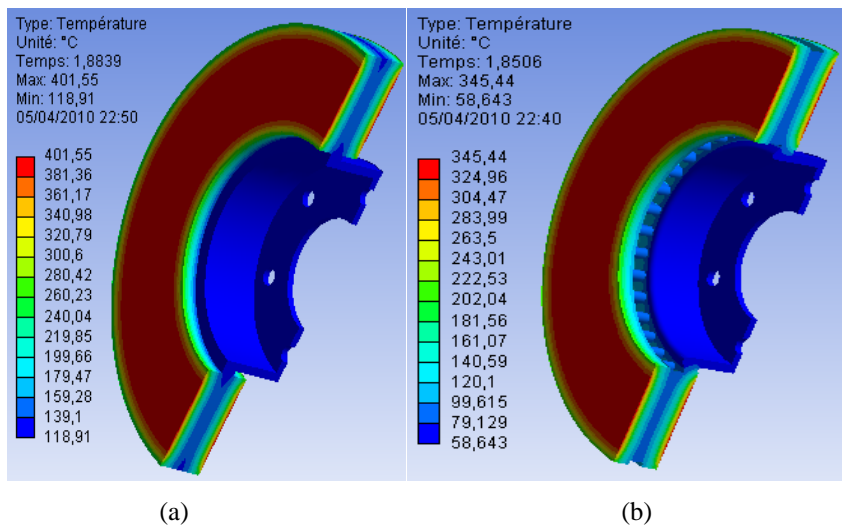 Type: Température
Unité: °C
Temps: 1,8839
Max: 401,55
Min: 118,91
05/04/2010 22:50
401,55
381,36
361,17
340,98
320,79
300,6
280,42
260,23
240,04
219,85
199,66
179,47
159,28
139,1
118,91
Type: Température
Unité: °C
Temps: 1,8506
Max: 345,44
Min: 58,643
05/04/2010 22:40
345,44
324,96
304,47
283,99
263,5
243,01
222,53
202,04
181,56
161,07
140,59
120,1
99,615
79,129
58,643
(a)
(b)